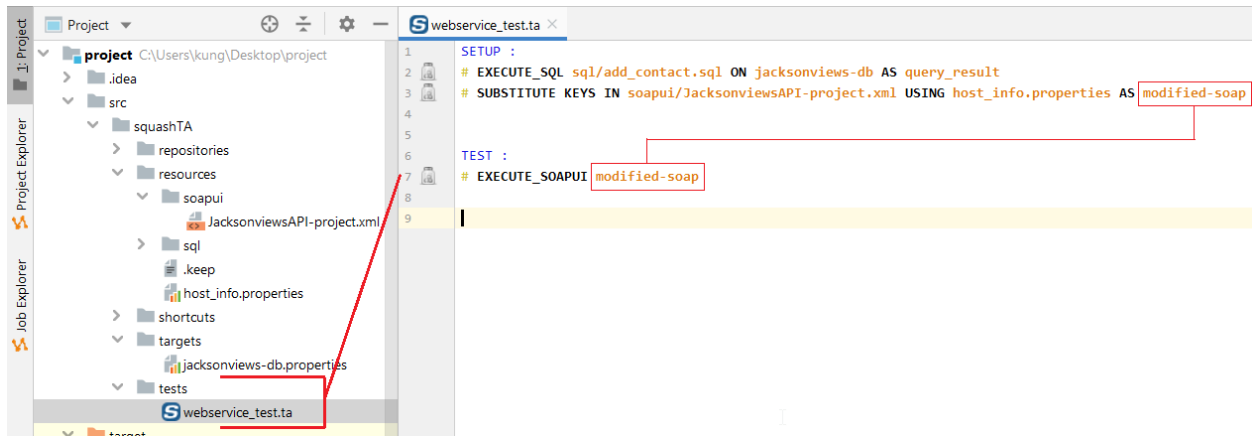 1: Project
Project Explorer
Job Explorer
Project
project C:\Users\kung\Desktop\project
.idea
src
squashTA
repositories
resources
soapui
JacksonviewsAPI-project.xml
sql
.keep
host_info.properties
shortcuts
targets
jacksonviews-db.properties
tests
webservice_test.ta
target
webservice_test.ta
1 SETUP :
2 # EXECUTE_SQL sql/add_contact.sql ON jacksonviews-db AS query_result
3 # SUBSTITUTE KEYS IN soapui/JacksonviewsAPI-project.xml USING host_info.properties AS modified-soap
4
5
6 TEST :
7 # EXECUTE_SOAPUI modified-soap
8
9